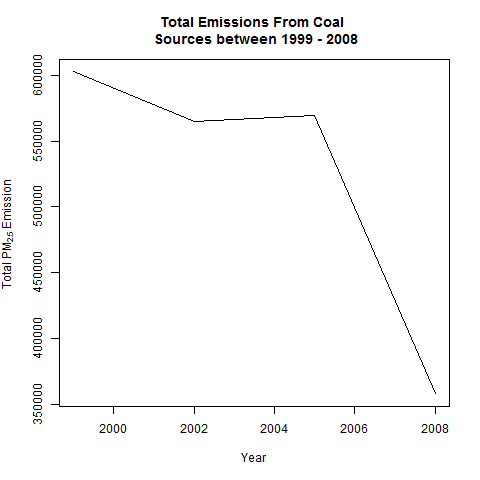 Total Emissions From Coal
Sources between 1999 - 2008
Total PM2.5 Emission
600000
550000
500000
450000
400000
350000
2000
2002
2004
2006
2008
Year